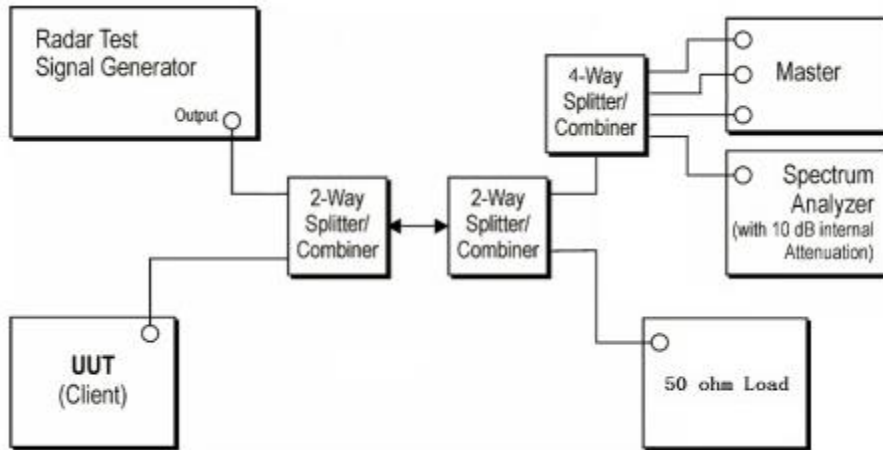 Radar Test
Signal Generator
Output
4-Way
Splitter/
Combiner
Master
2-Way
Splitter/
Combiner
2-Way
Splitter/
Combiner
Spectrum
Analyzer
(with 10 dB internal
Attenuation)
UUT
(Client)
50 ohm Load